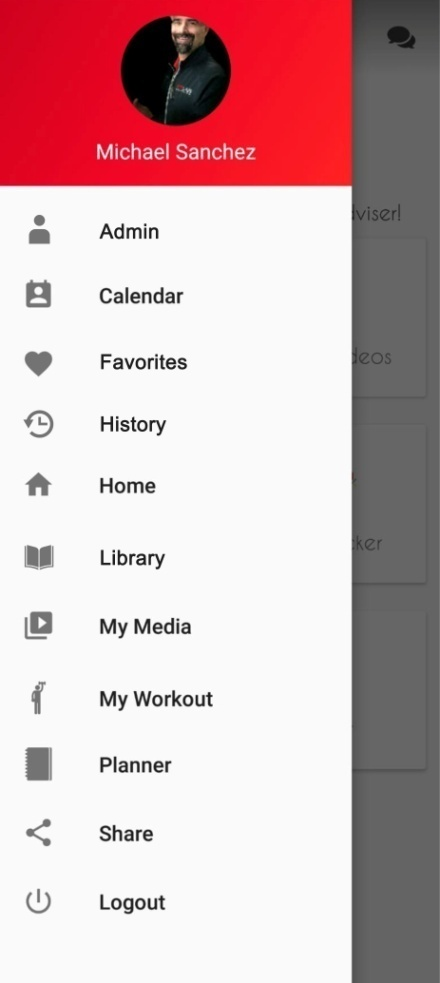 Michael Sanchez
Admin
Calendar
Favorites
History
Home
Library
My Media
My Workout
Planner
Share
Logout